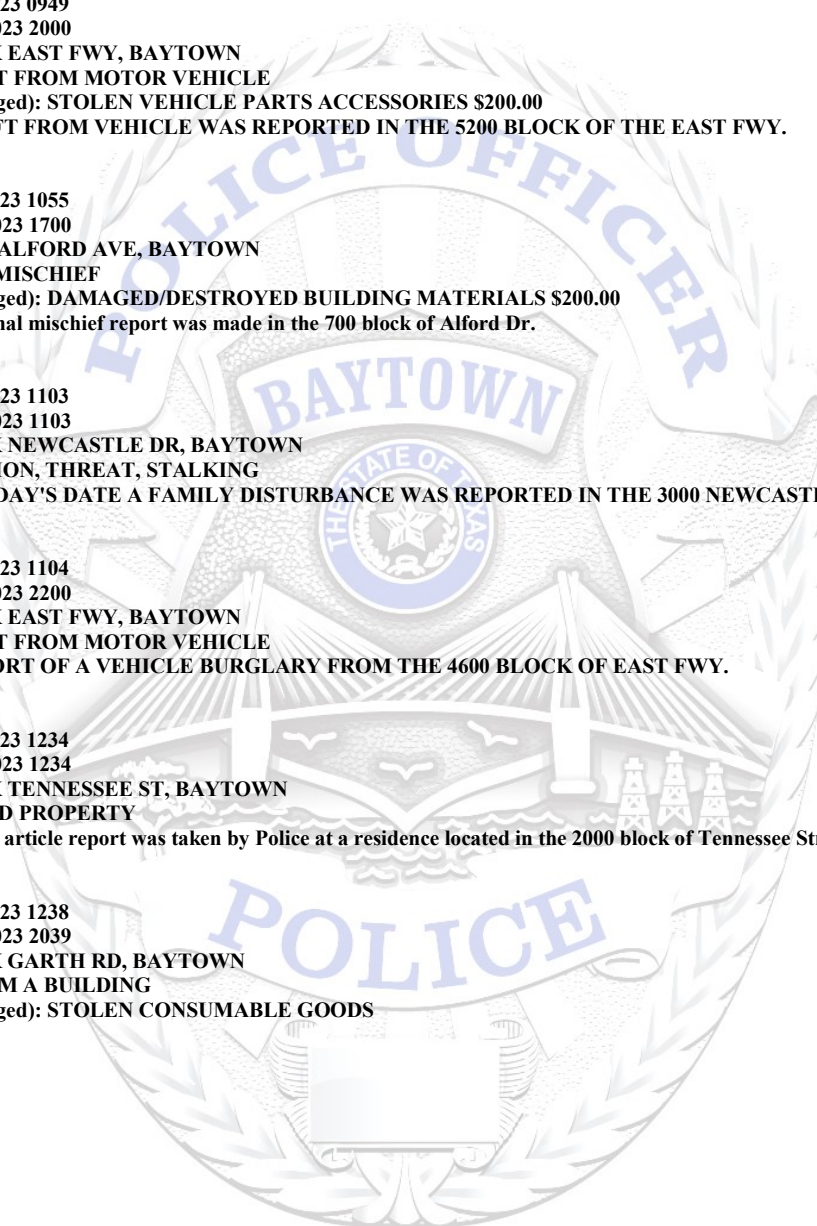 23 0949
023 2000
K EAST FWY, BAYTOWN
T FROM MOTOR VEHICLE
ged): STOLEN VEHICLE PARTS ACCESSORIES $200.00
FT FROM VEHICLE WAS REPORTED IN THE 5200 BLOCK OF THE EAST FWY.
POLICE OFFICER
23 1055
023 1700
ALFORD AVE, BAYTOWN
MISCHIEF
ged): DAMAGED/DESTROYED BUILDING MATERIALS $200.00
nal mischief report was made in the 700 block of Alford Dr.
BAYTOWN
23 1103
023 1103
K NEWCASTLE DR, BAYTOWN
ION, THREAT, STALKING
DAY'S DATE A FAMILY DISTURBANCE WAS REPORTED IN THE 3000 NEWCASTL
THE STATE OF TEXAS
23 1104
023 2200
K EAST FWY, BAYTOWN
T FROM MOTOR VEHICLE
ORT OF A VEHICLE BURGLARY FROM THE 4600 BLOCK OF EAST FWY.
23 1234
023 1234
K TENNESSEE ST, BAYTOWN
D PROPERTY
article report was taken by Police at a residence located in the 2000 block of Tennessee Str
POLICE
23 1238
023 2039
K GARTH RD, BAYTOWN
M A BUILDING
ged): STOLEN CONSUMABLE GOODS